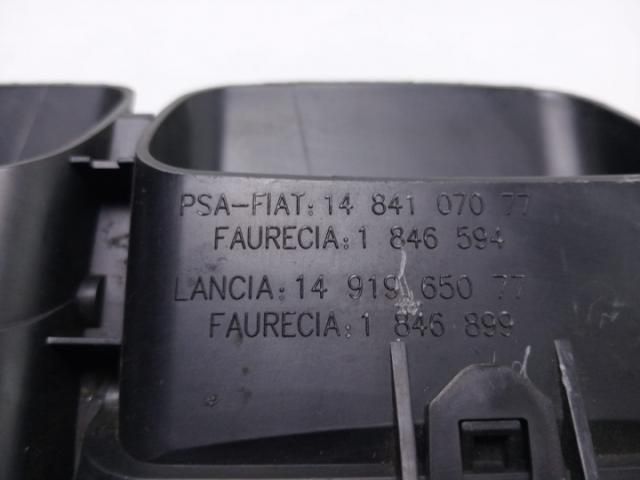 PSA-FIAT: 14 841 070 77
FAURECIA: 1 846 594
LANCIA: 14 919 650 77
FAURECIA: 1 846 899